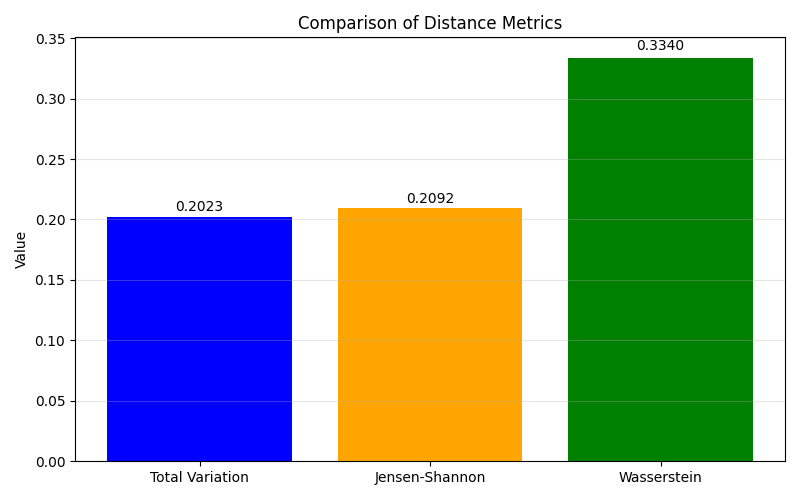 Comparison of Distance Metrics
0.35
0.30
0.25
0.20
0.15
0.10
0.05
0.00
Value
0.2023
0.2092
0.3340
Total Variation
Jensen-Shannon
Wasserstein